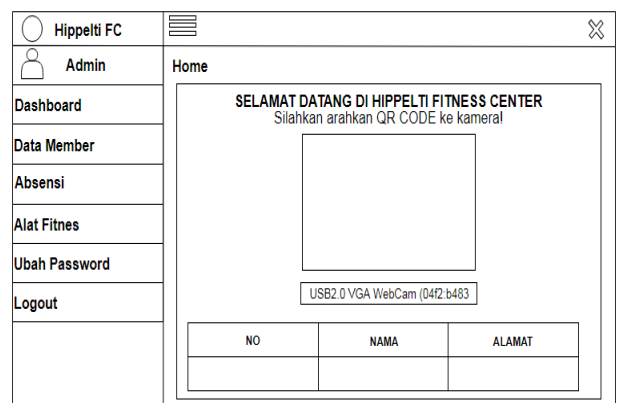 Hippelti FC
Admin
Dashboard
Data Member
Absensi
Alat Fitnes
Ubah Password
Logout
Home
SELAMAT DATANG DI HIPPELTI FITNESS CENTER
Silahkan arahkan QR CODE ke kamera!
USB2.0 VGA WebCam (04f2:b483
NO NAMA ALAMAT